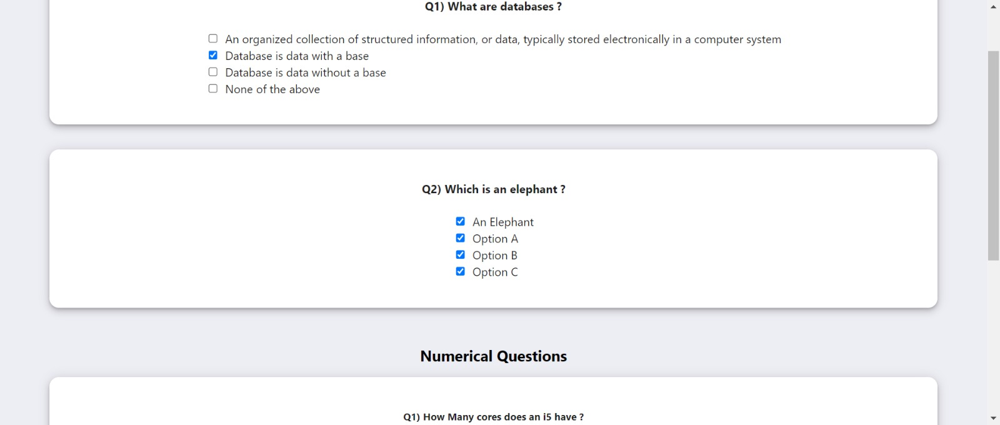 Q1) What are databases ?
An organized collection of structured information, or data, typically stored electronically in a computer system
Database is data with a base
Database is data without a base
None of the above
Q2) Which is an elephant ?
An Elephant
Option A
Option B
Option C
Numerical Questions
Q1) How Many cores does an i5 have ?